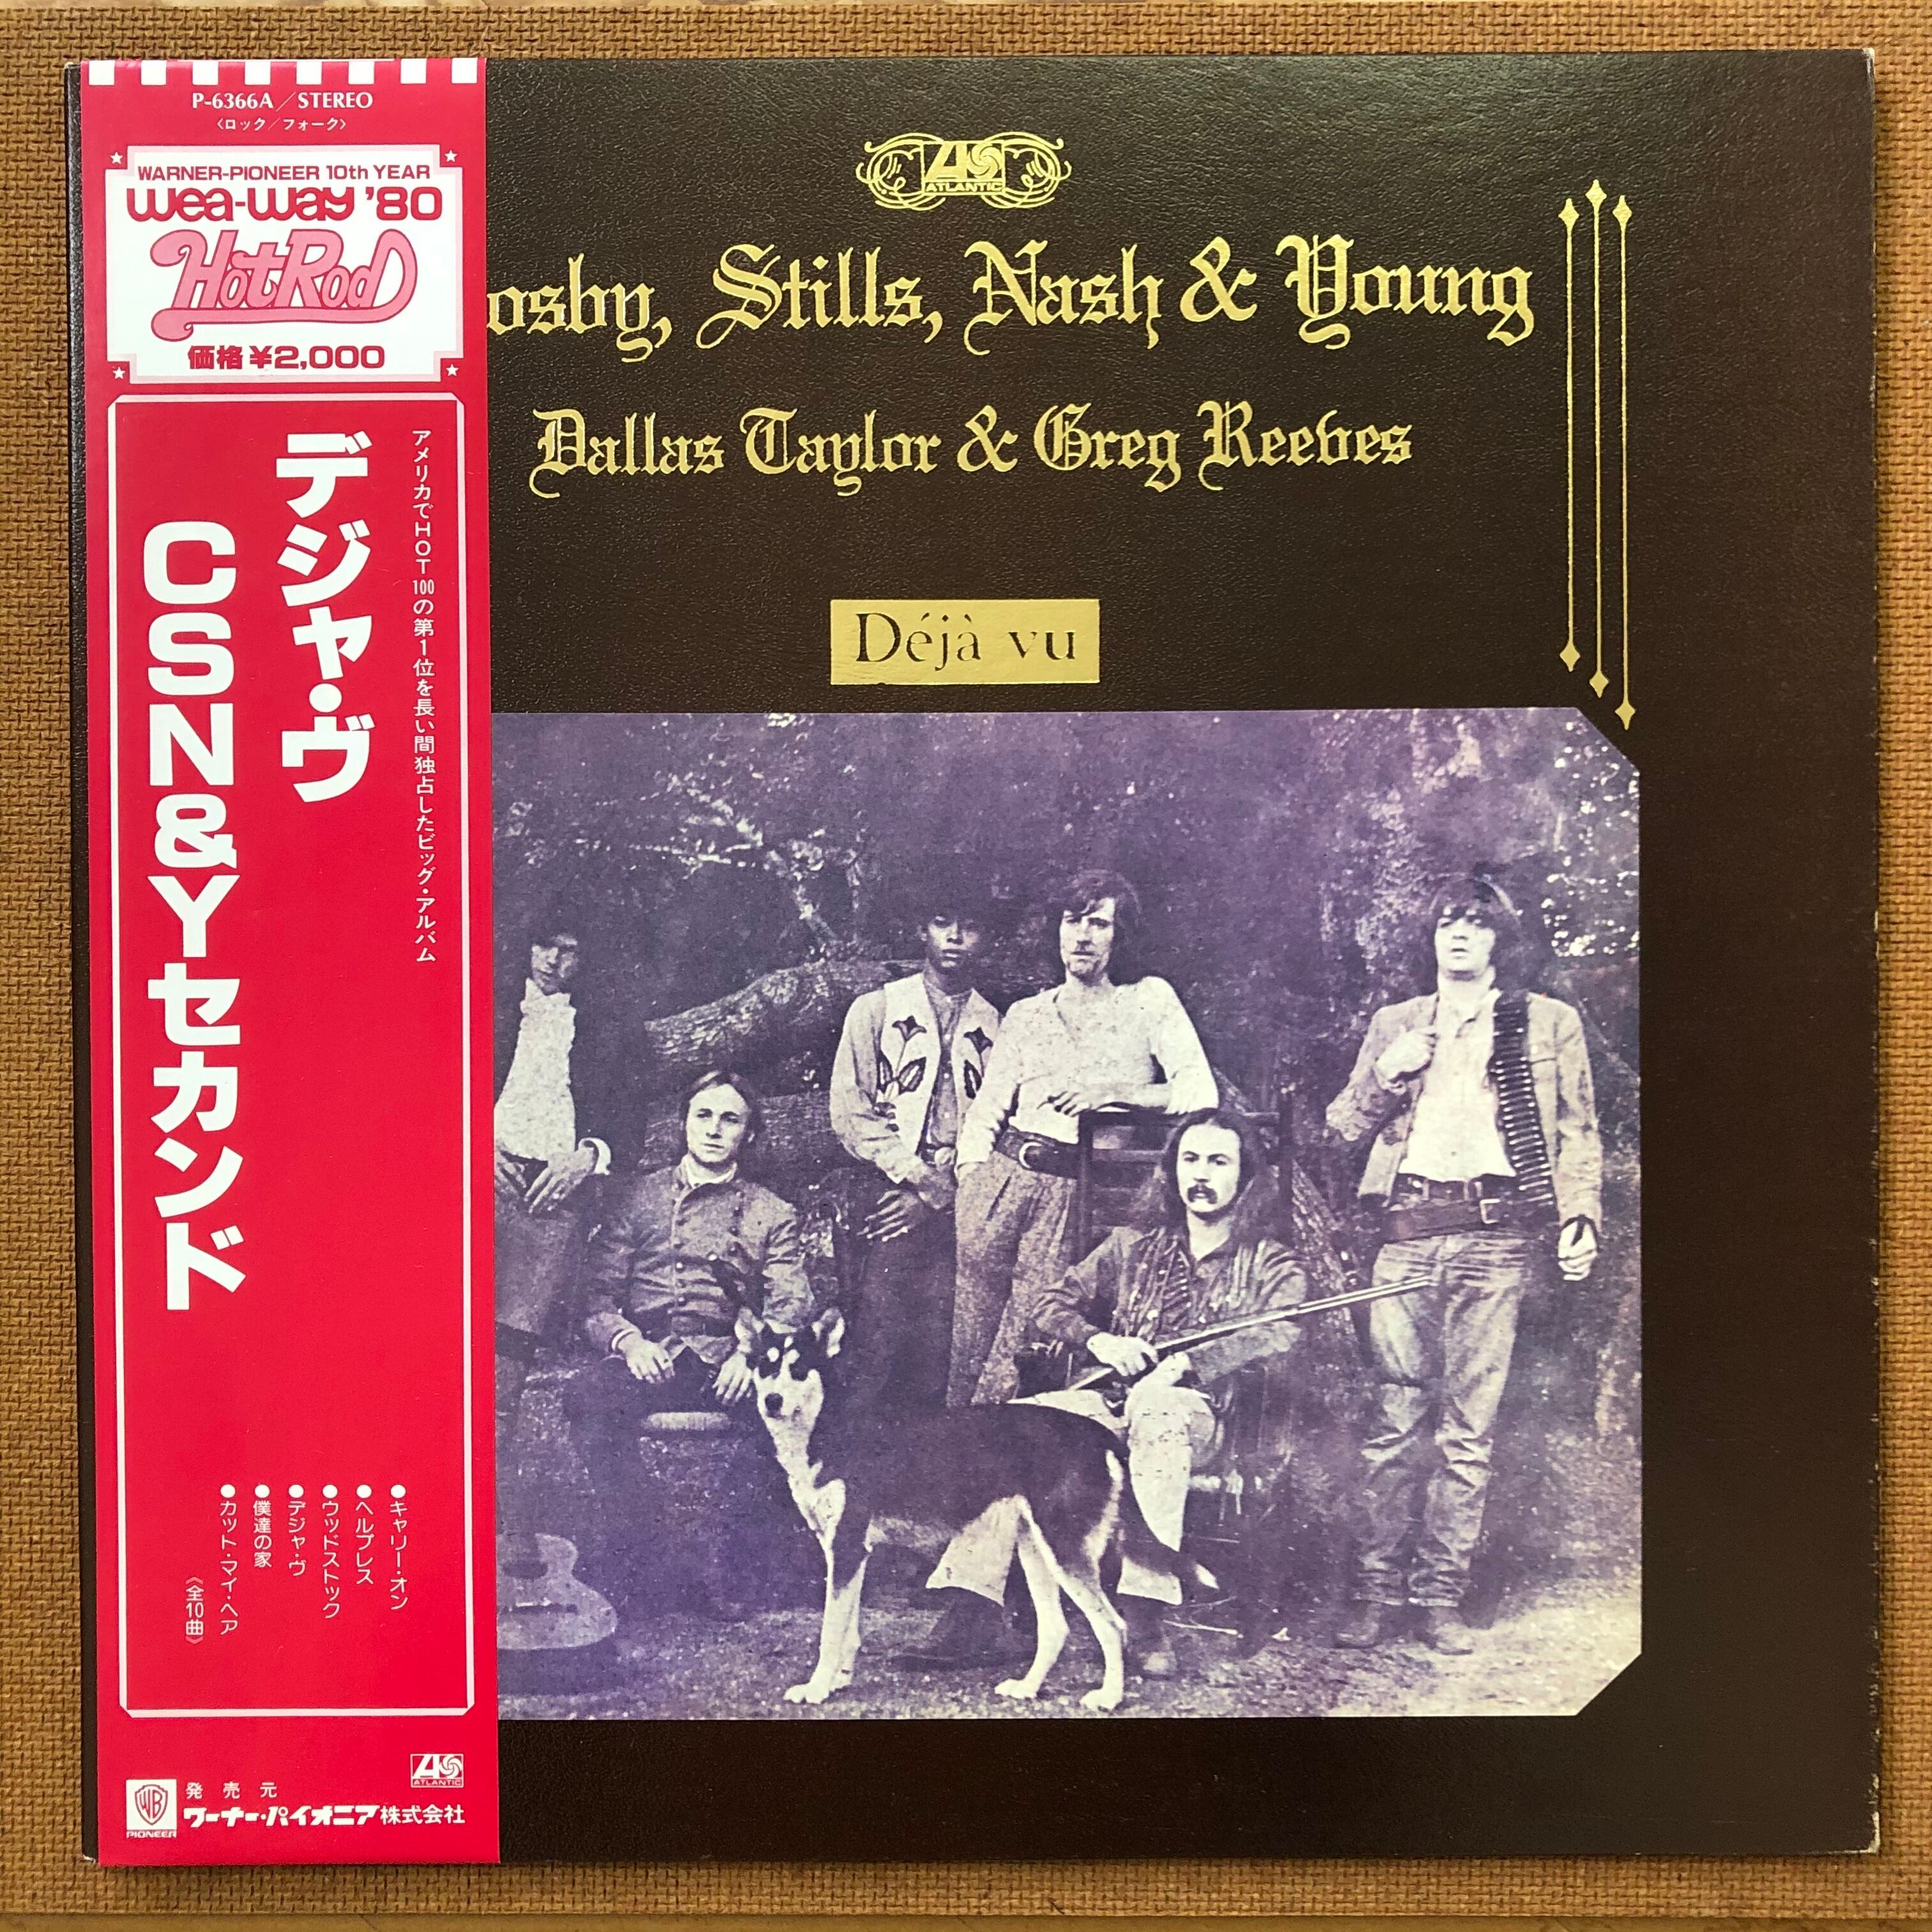 P-6366A／STEREO
〈ロック／フォーク〉
WARNER-PIONEER 10th YEAR
wea-way '80
HotRod
価格¥2,000
アメリカでHOT100の第1位を長い間独占したビッグ・アルバム
デジャ・ヴ
CSN&Yセカンド
●キャリー・オン
●ヘルプレス
●ウッドストック
●デジャ・ヴ
●僕達の家
●カット・マイ・ヘア
《全10曲》
ATLANTIC
WB
PIONEER
発売元
ワーナー・パイオニア株式会社
ATLANTIC
osby, Stills, Nash & Young
Dallas Taylor & Greg Reeves
Déjà vu